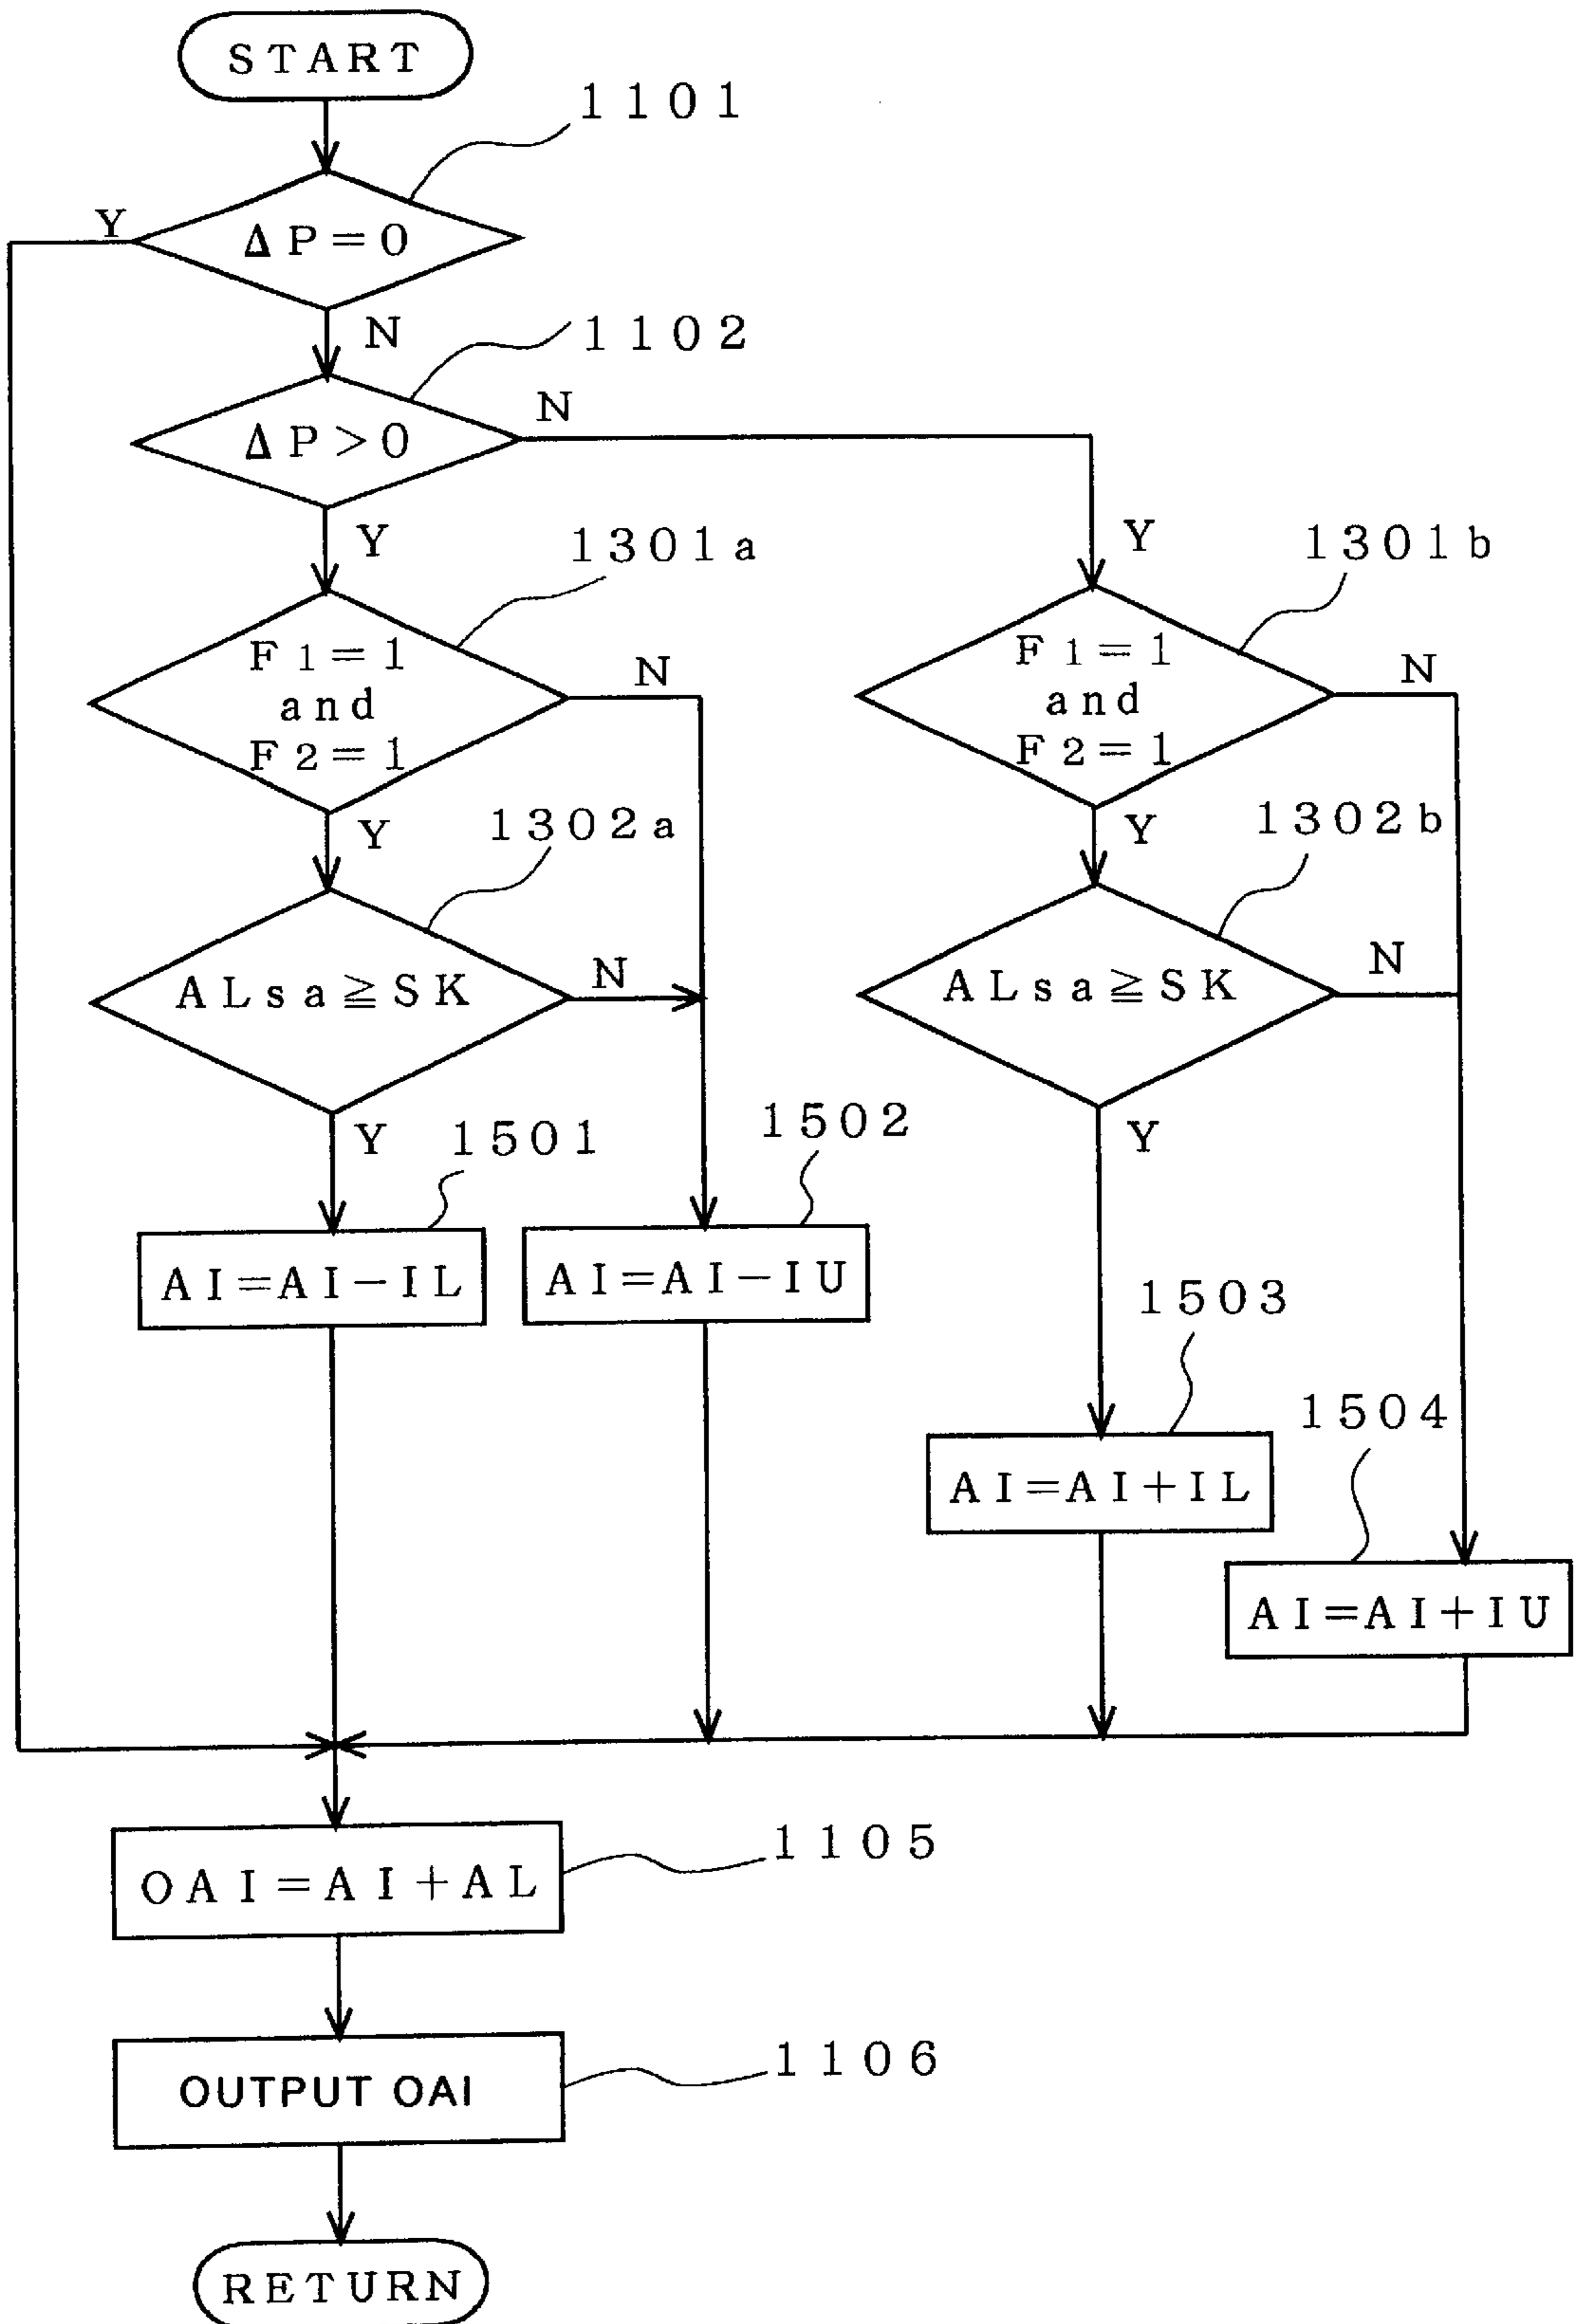 START
1101
Y
ΔP=0
N
1102
N
ΔP>0
Y
1301a
Y
1301b
F1=1
and
F2=1
N
F1=1
and
F2=1
N
Y
1302a
Y
1302b
ALsa≧SK
N
ALsa≧SK
N
Y
1501
1502
Y
AI=AI-IL
AI=AI-IU
1503
1504
AI=AI+IL
AI=AI+IU
1105
OAI=AI+AL
1106
OUTPUT OAI
RETURN